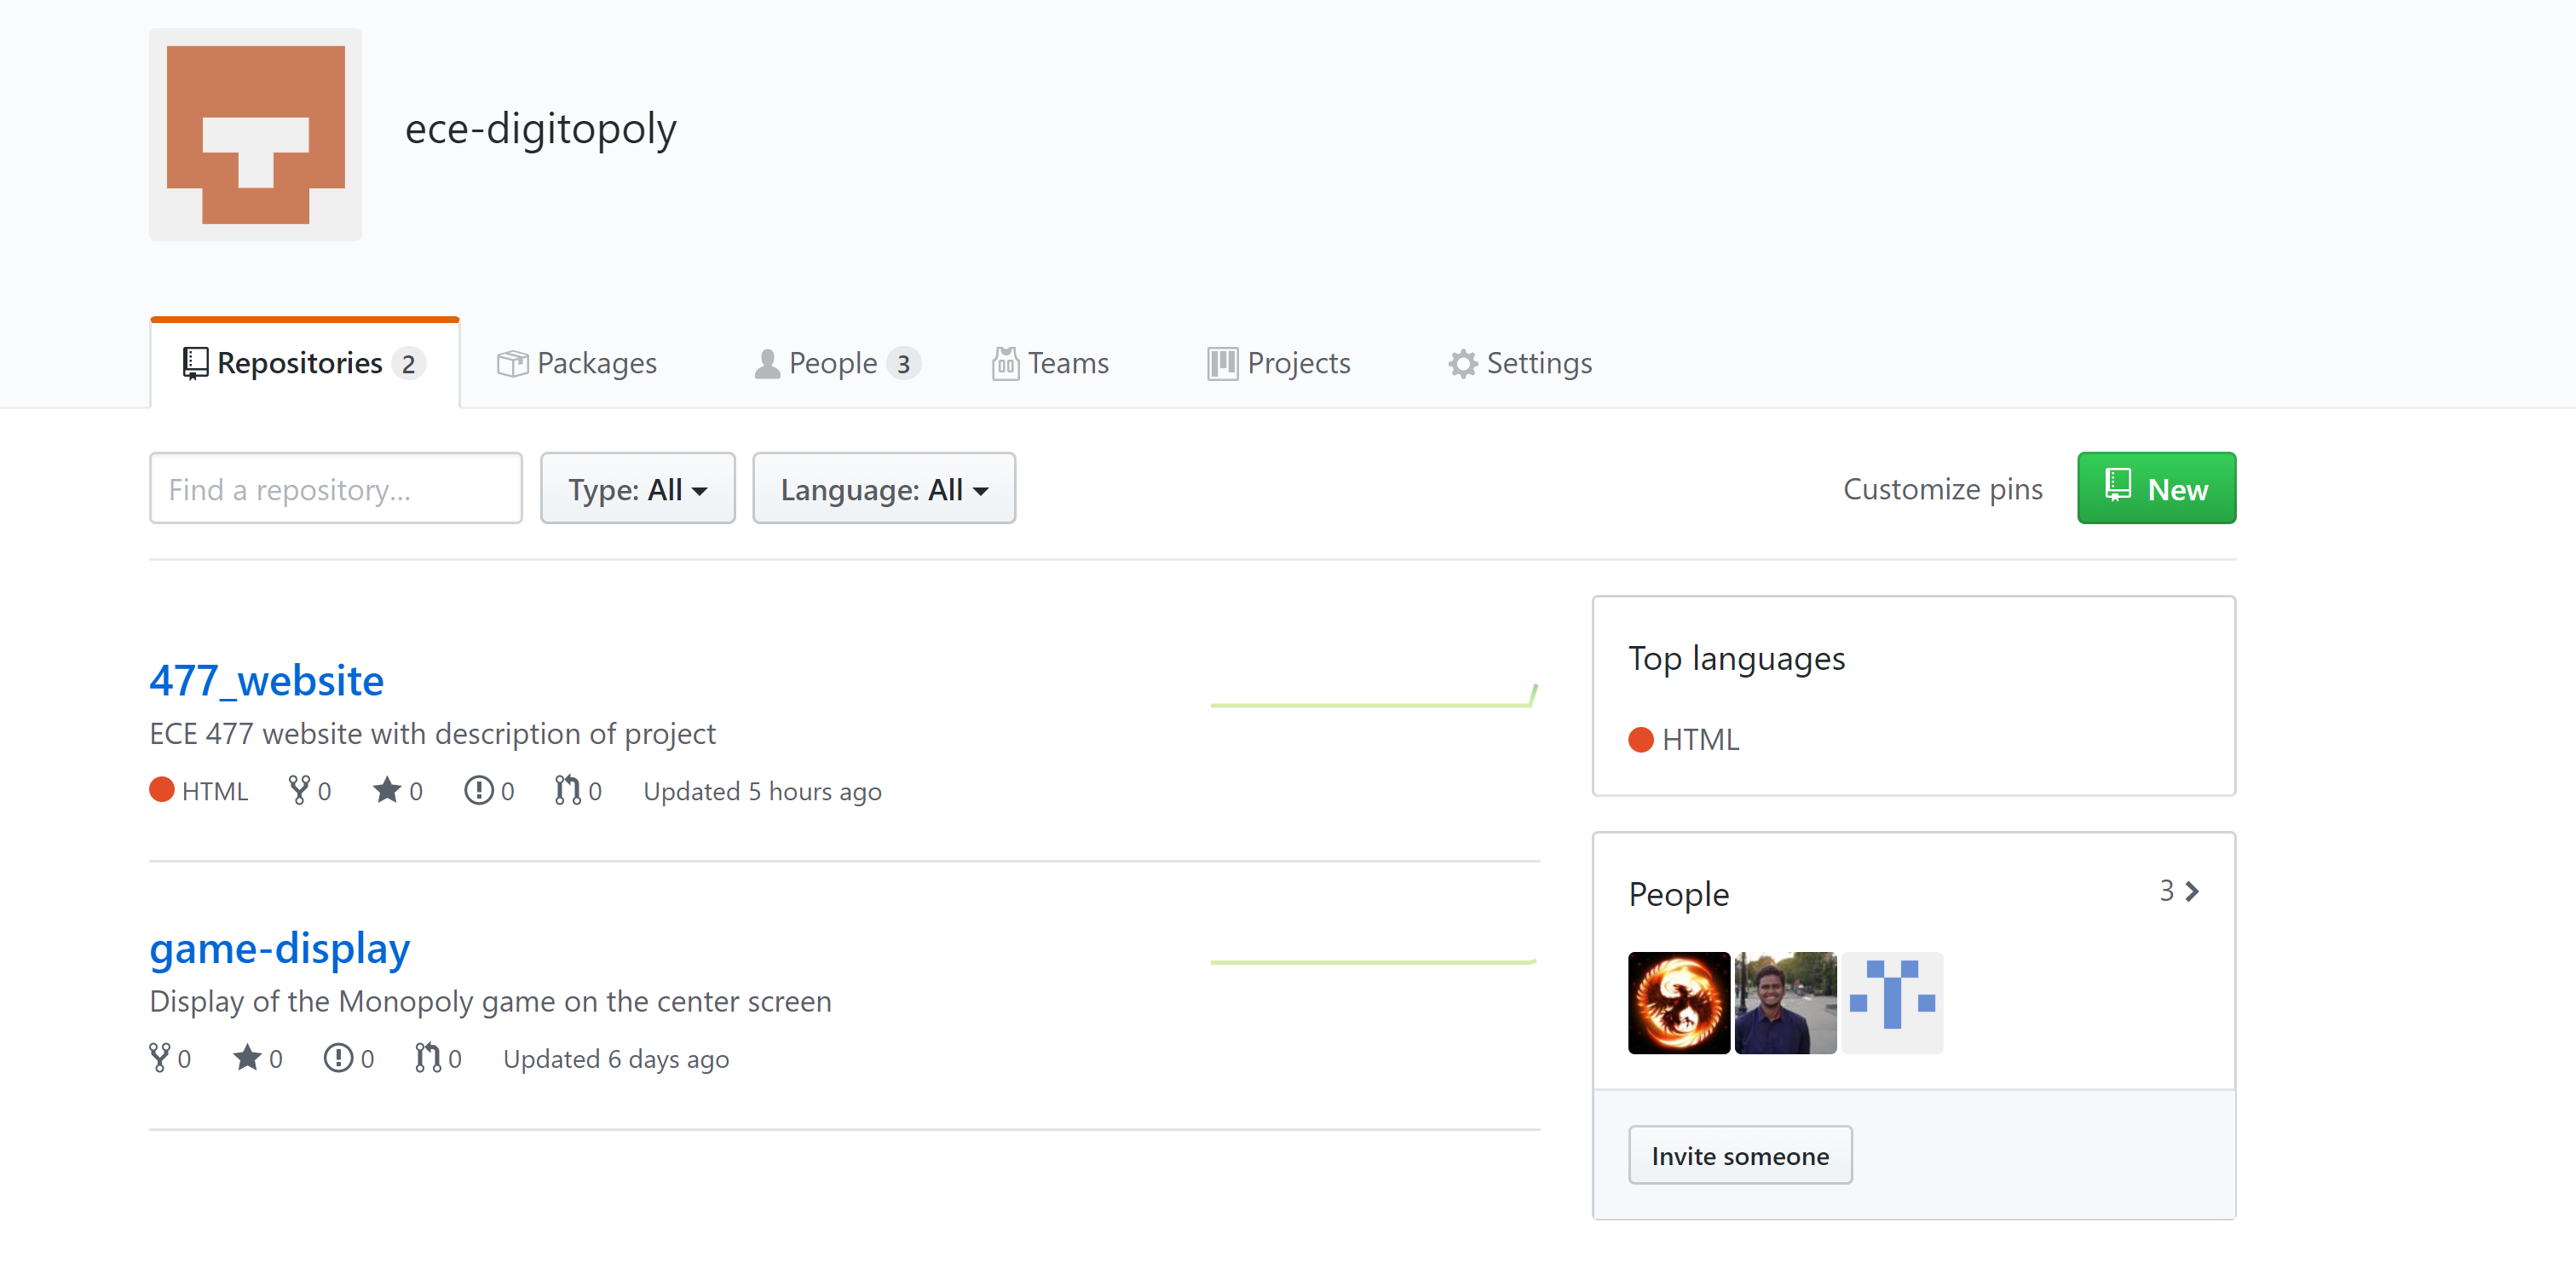 ece-digitopoly
Repositories 2 Packages People 3 Teams Projects Settings
Find a repository... Type: All Language: All Customize pins New
477_website
ECE 477 website with description of project
HTML 0 0 0 0 Updated 5 hours ago
game-display
Display of the Monopoly game on the center screen
0 0 0 0 Updated 6 days ago
Top languages
HTML
People 3
Invite someone